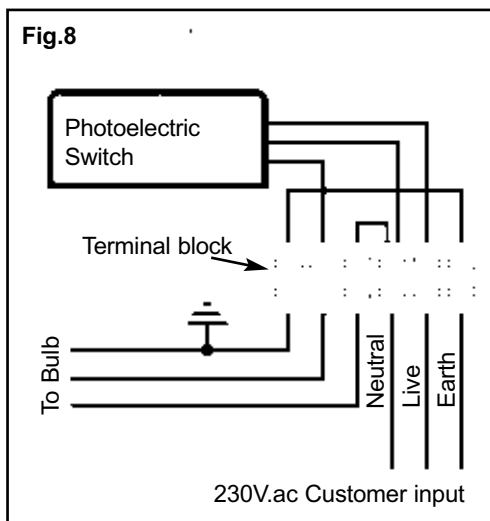 Fig.8
Photoelectric
Switch
Terminal block
To Bulb
Neutral
Live
Earth
230V.ac Customer input